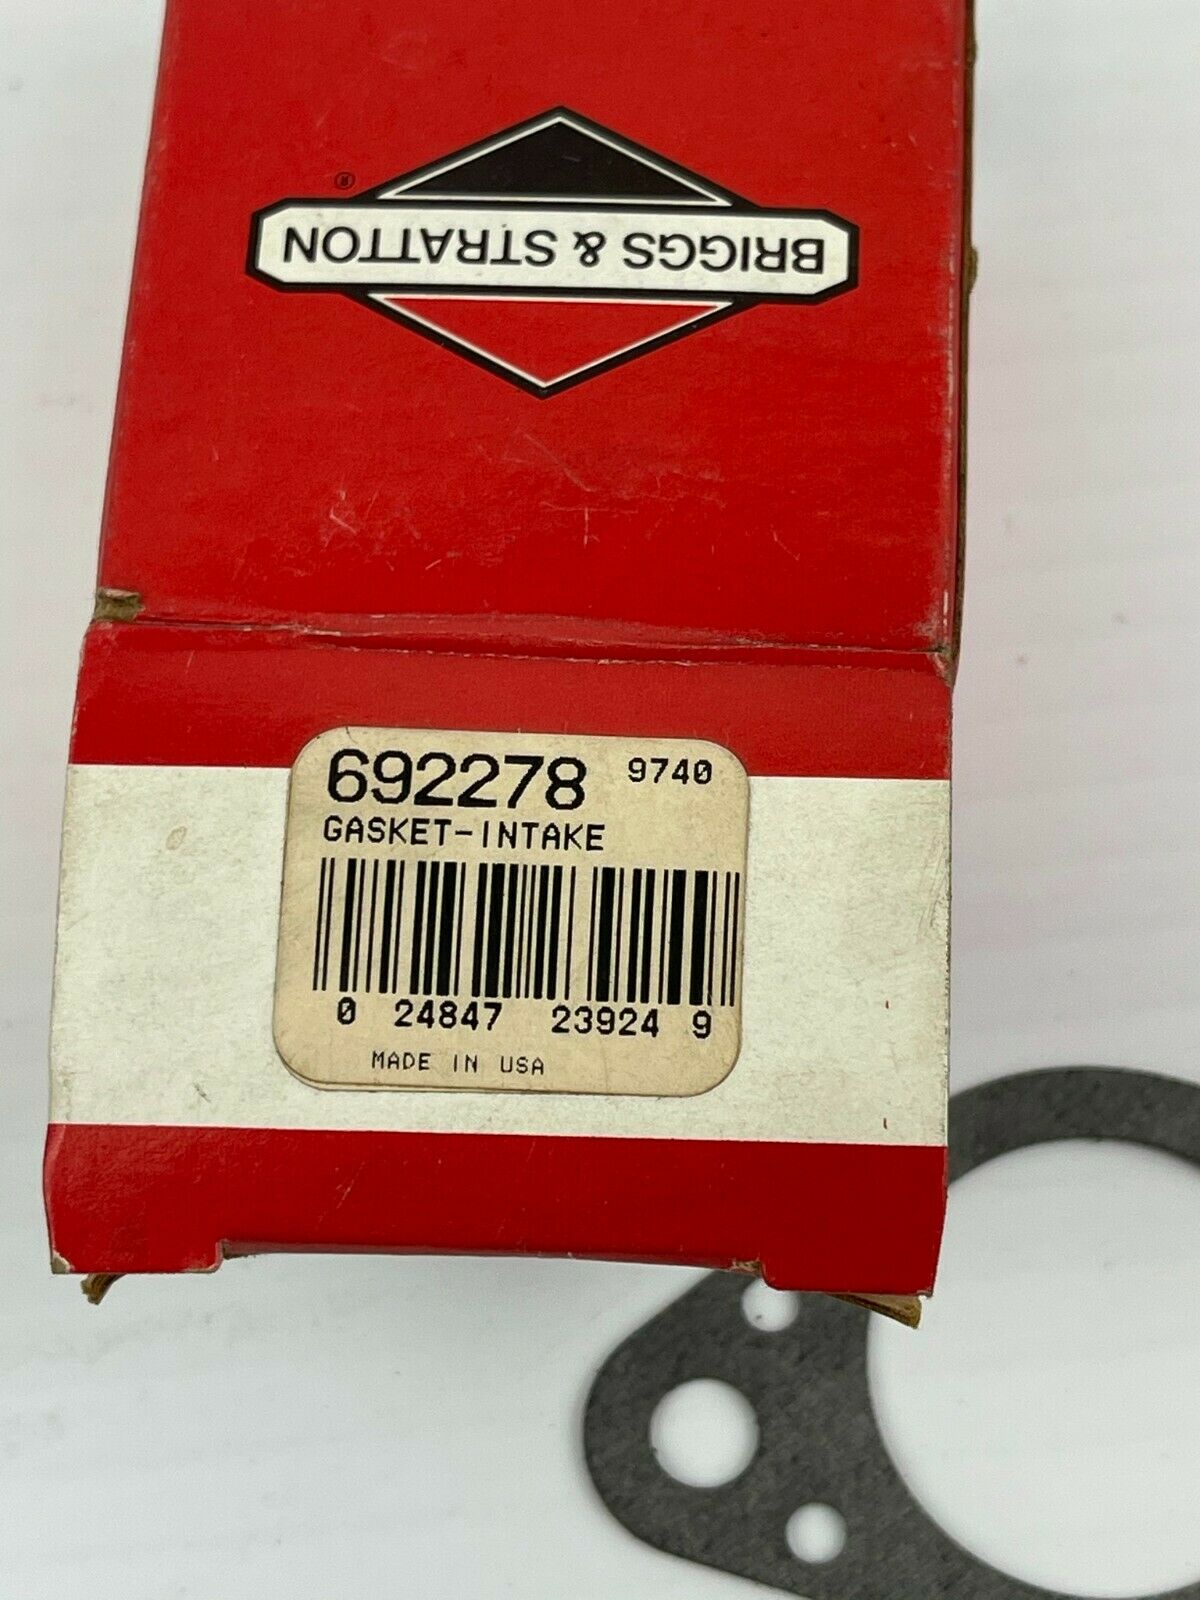 BRIGGS & STRATTON®
692278 9740
GASKET-INTAKE
0 24847 23924 9
MADE IN USA